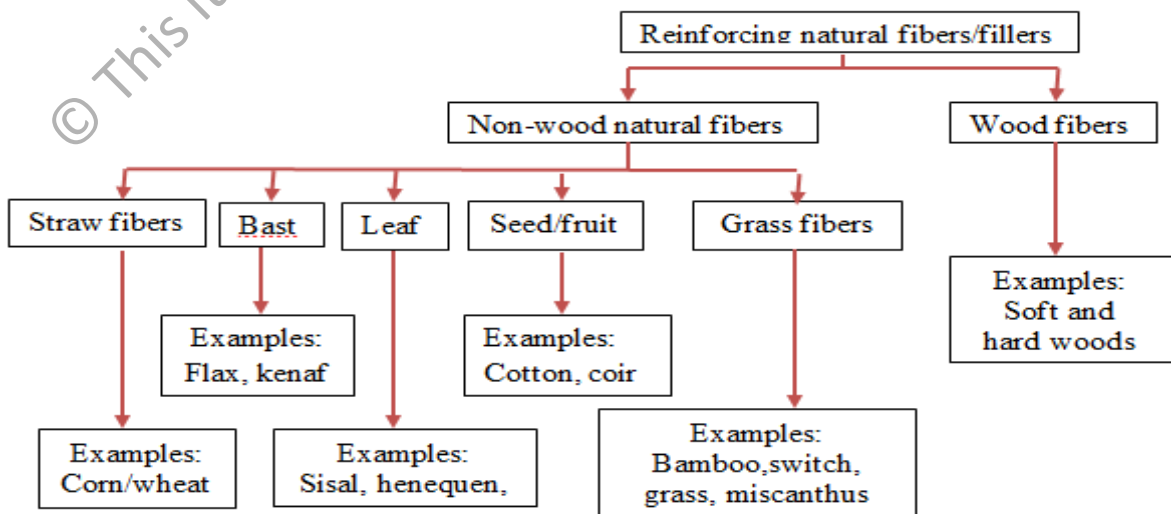 © This it
Reinforcing natural fibers/fillers
Non-wood natural fibers
Wood fibers
Straw fibers
Bast
Leaf
Seed/fruit
Grass fibers
Examples:
Soft and
hard woods
Examples:
Flax, kenaf
Examples:
Cotton, coir
Examples:
Corn/wheat
Examples:
Sisal, henequen,
Examples:
Bamboo,switch,
grass, miscanthus